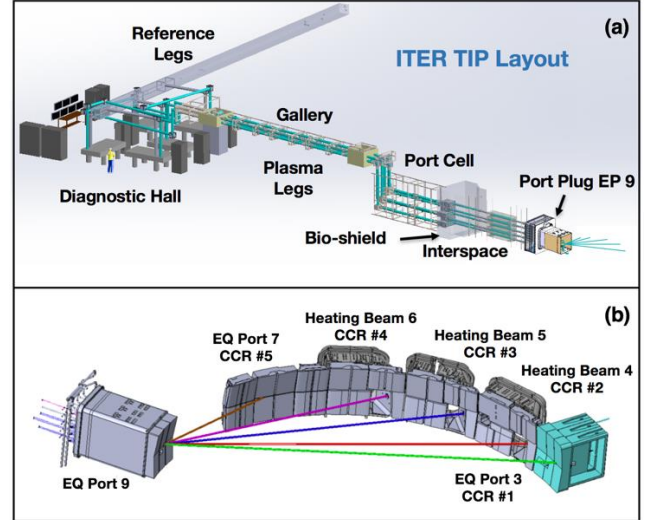 (a)
Reference
Legs
ITER TIP Layout
Gallery
Port Cell
Plasma
Legs
Port Plug EP 9
Diagnostic Hall
Bio-shield
Interspace
(b)
Heating Beam 6
CCR #4
EQ Port 7
CCR #5
Heating Beam 5
CCR #3
Heating Beam 4
CCR #2
EQ Port 9
EQ Port 3
CCR #1